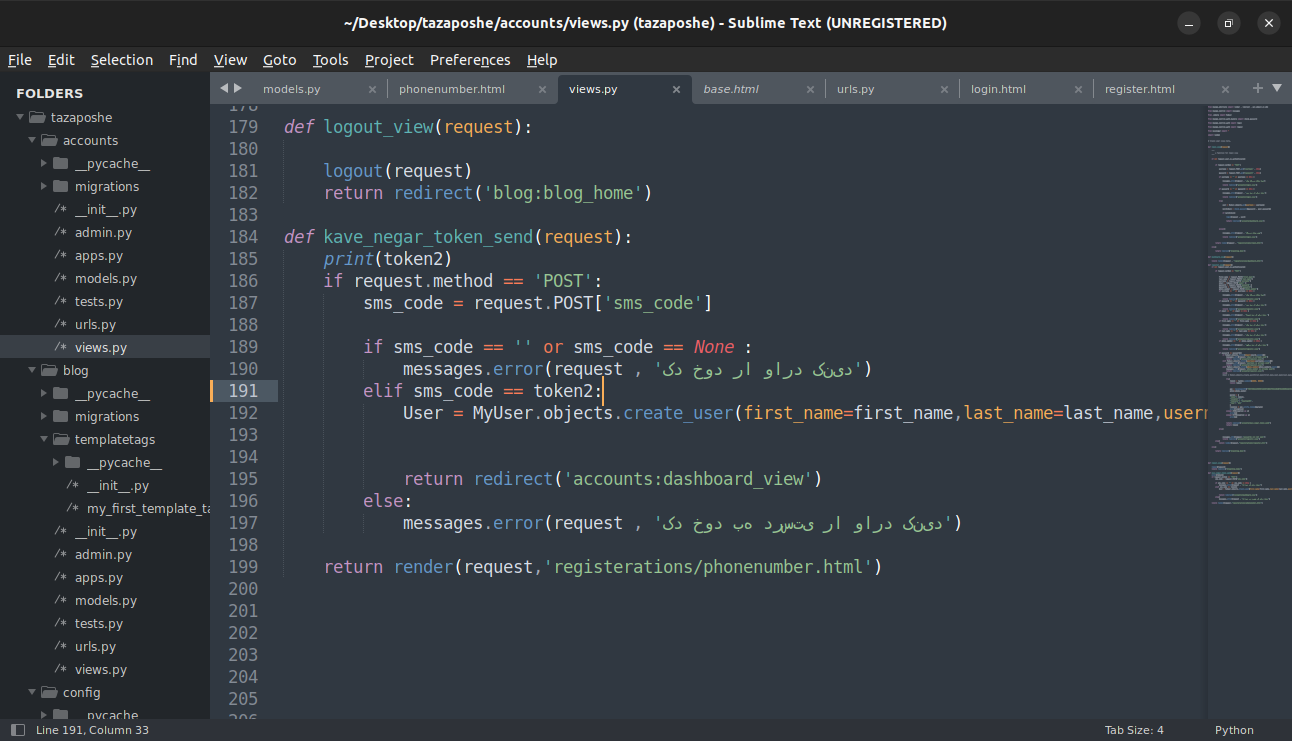 ~/Desktop/tazaposhe/accounts/views.py (tazaposhe) - Sublime Text (UNREGISTERED)
File Edit Selection Find View Goto Tools Project Preferences Help
FOLDERS
tazaposhe
accounts
__pycache__
migrations
/* __init__.py
/* admin.py
/* apps.py
/* models.py
/* tests.py
/* urls.py
/* views.py
blog
__pycache__
migrations
templatetags
__pycache__
/* __init__.py
/* my_first_template_ta
/* __init__.py
/* admin.py
/* apps.py
/* models.py
/* tests.py
/* urls.py
/* views.py
config
__pycache__
models.py phonenumber.html views.py base.html urls.py login.html register.html
178
179 def logout_view(request):
180
181 logout(request)
182 return redirect('blog:blog_home')
183
184 def kave_negar_token_send(request):
185 print(token2)
186 if request.method == 'POST':
187 sms_code = request.POST['sms_code']
188
189 if sms_code == '' or sms_code == None :
190 messages.error(request , 'کد خود را وارد کنید')
191 elif sms_code == token2:
192 User = MyUser.objects.create_user(first_name=first_name,last_name=last_name,usern
193
194
195 return redirect('accounts:dashboard_view')
196 else:
197 messages.error(request , 'کد خود به درستی را وارد کنید')
198
199 return render(request,'registerations/phonenumber.html')
200
201
202
203
204
205
206
Line 191, Column 33
Tab Size: 4
Python